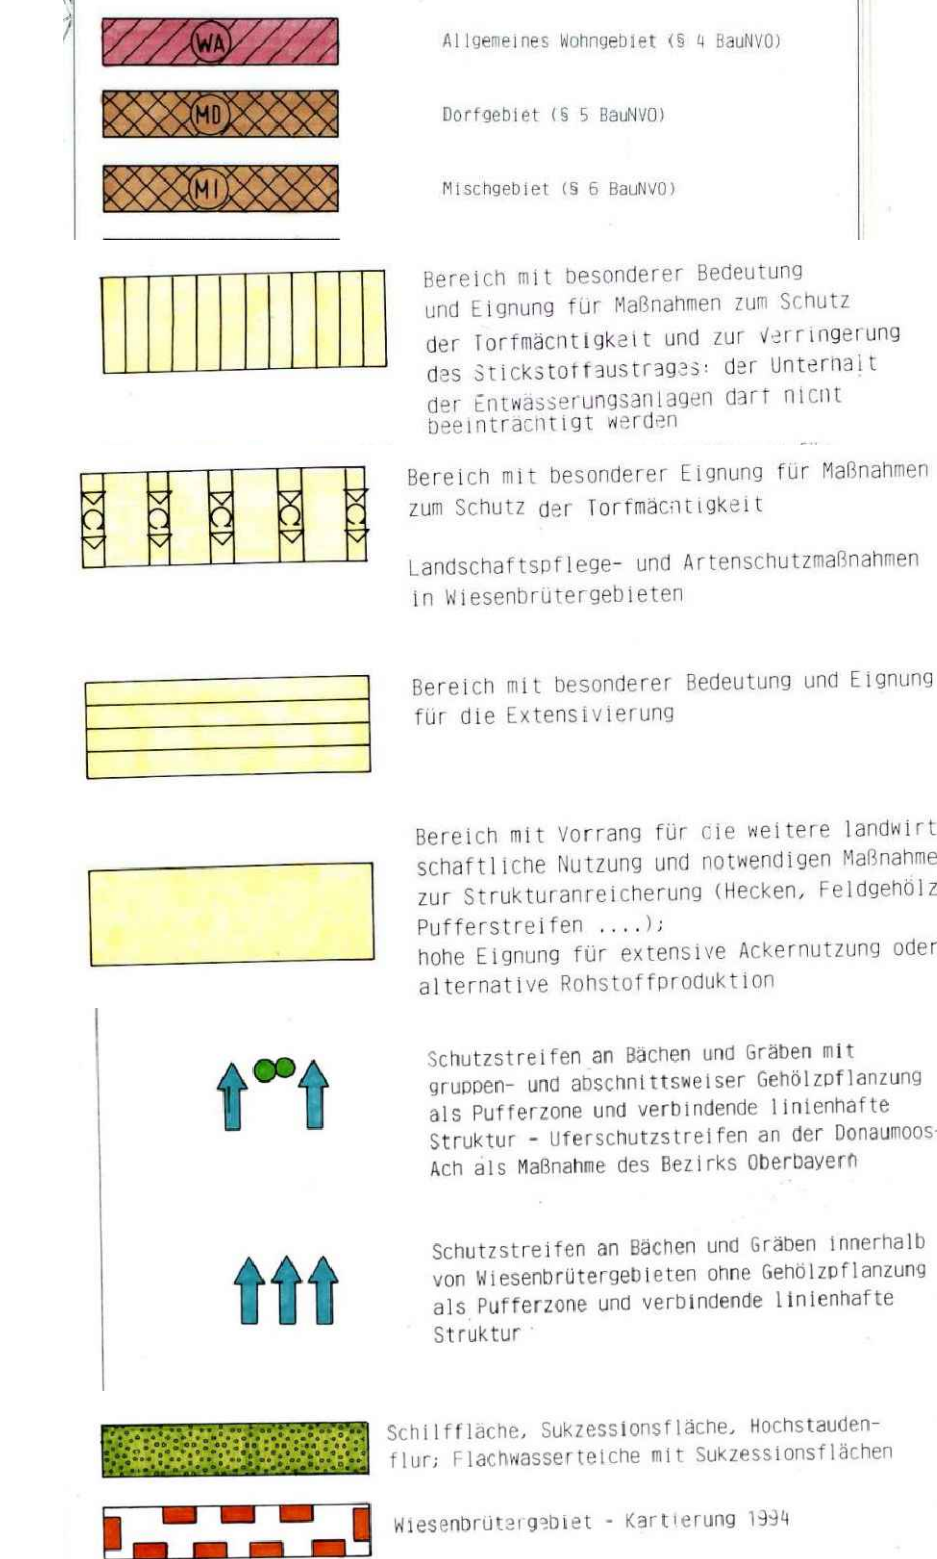 WA Allgemeines Wohngebiet (§ 4 BauNVO)
MD Dorfgebiet (§ 5 BauNVO)
MI Mischgebiet (§ 6 BauNVO)
Bereich mit besonderer Bedeutung
und Eignung für Maßnahmen zum Schutz
der Torfmächtigkeit und zur Verringerung
des Stickstoffaustrages: der Unterhalt
der Entwässerungsanlagen darf nicht
beeinträchtigt werden
Bereich mit besonderer Eignung für Maßnahmen
zum Schutz der Torfmächtigkeit
Landschaftspflege- und Artenschutzmaßnahmen
in Wiesenbrütergebieten
Bereich mit besonderer Bedeutung und Eignung
für die Extensivierung
Bereich mit Vorrang für die weitere landwirt
schaftliche Nutzung und notwendigen Maßnahme
zur Strukturanreicherung (Hecken, Feldgehölz
Pufferstreifen ....);
hohe Eignung für extensive Ackernutzung oder
alternative Rohstoffproduktion
Schutzstreifen an Bächen und Gräben mit
gruppen- und abschnittsweiser Gehölzpflanzung
als Pufferzone und verbindende linienhafte
Struktur - Uferschutzstreifen an der Donaumoos-
Ach als Maßnahme des Bezirks Oberbayern
Schutzstreifen an Bächen und Gräben innerhalb
von Wiesenbrütergebieten ohne Gehölzpflanzung
als Pufferzone und verbindende linienhafte
Struktur
Schilffläche, Sukzessionsfläche, Hochstauden-
flur; Flachwasserteiche mit Sukzessionsflächen
Wiesenbrütergebiet - Kartierung 1994